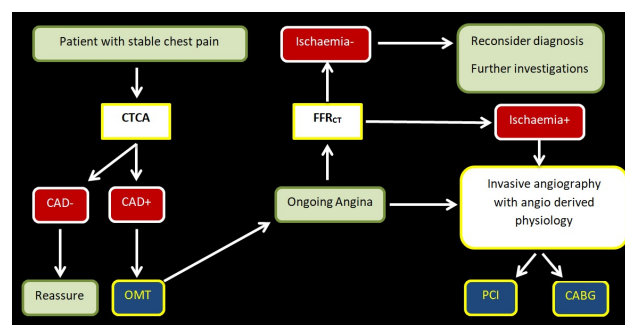 Patient with stable chest pain
CTCA
CAD-
CAD+
Reassure
OMT
Ischaemia-
Reconsider diagnosis
Further investigations
FFRCT
Ischaemia+
Ongoing Angina
Invasive angiography
with angio derived
physiology
PCI
CABG